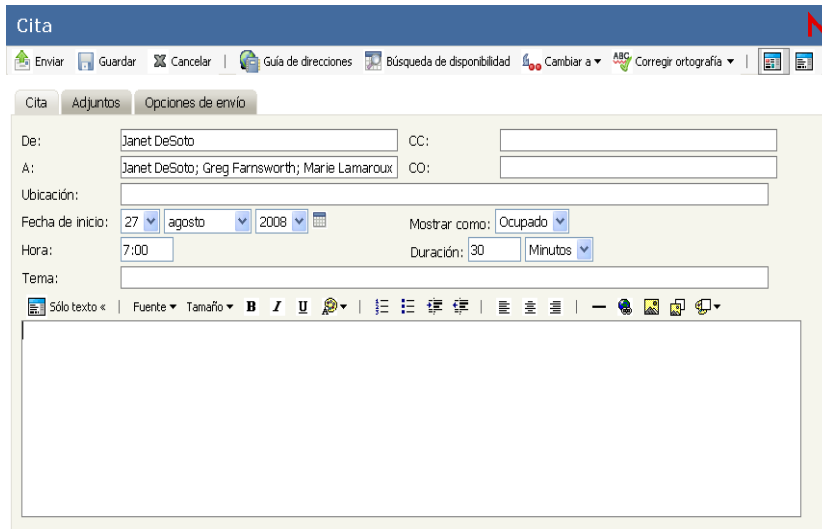 Cita
N
Enviar Guardar Cancelar | Guía de direcciones Búsqueda de disponibilidad Cambiar a ABC Corregir ortografía |
Cita Adjuntos Opciones de envío
De: Janet DeSoto CC:
A: Janet DeSoto; Greg Farnsworth; Marie Lamaroux CO:
Ubicación:
Fecha de inicio: 27 agosto 2008 Mostrar como: Ocupado
Hora: 7:00 Duración: 30 Minutos
Tema:
Sólo texto « | Fuente Tamaño B I U | | |